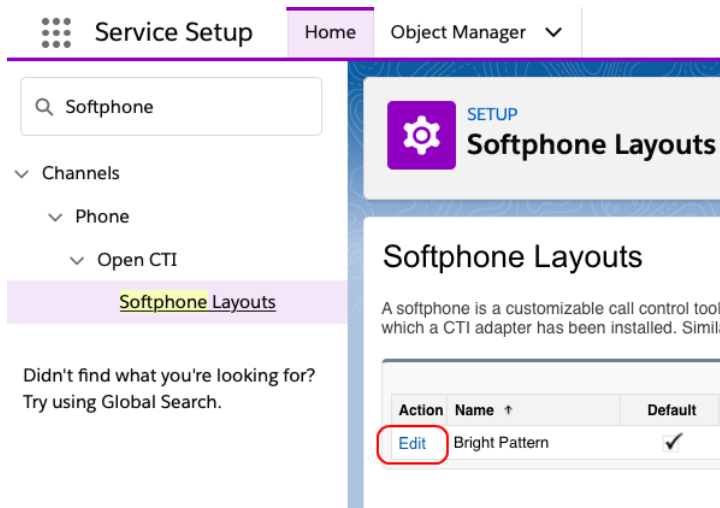 Service Setup
Home
Object Manager
Softphone
Channels
Phone
Open CTI
Softphone Layouts
Didn't find what you're looking for?
Try using Global Search.
SETUP
Softphone Layouts
Softphone Layouts
A softphone is a customizable call control tool
which a CTI adapter has been installed. Simil
Action Name ↑ Default
Edit Bright Pattern ✓